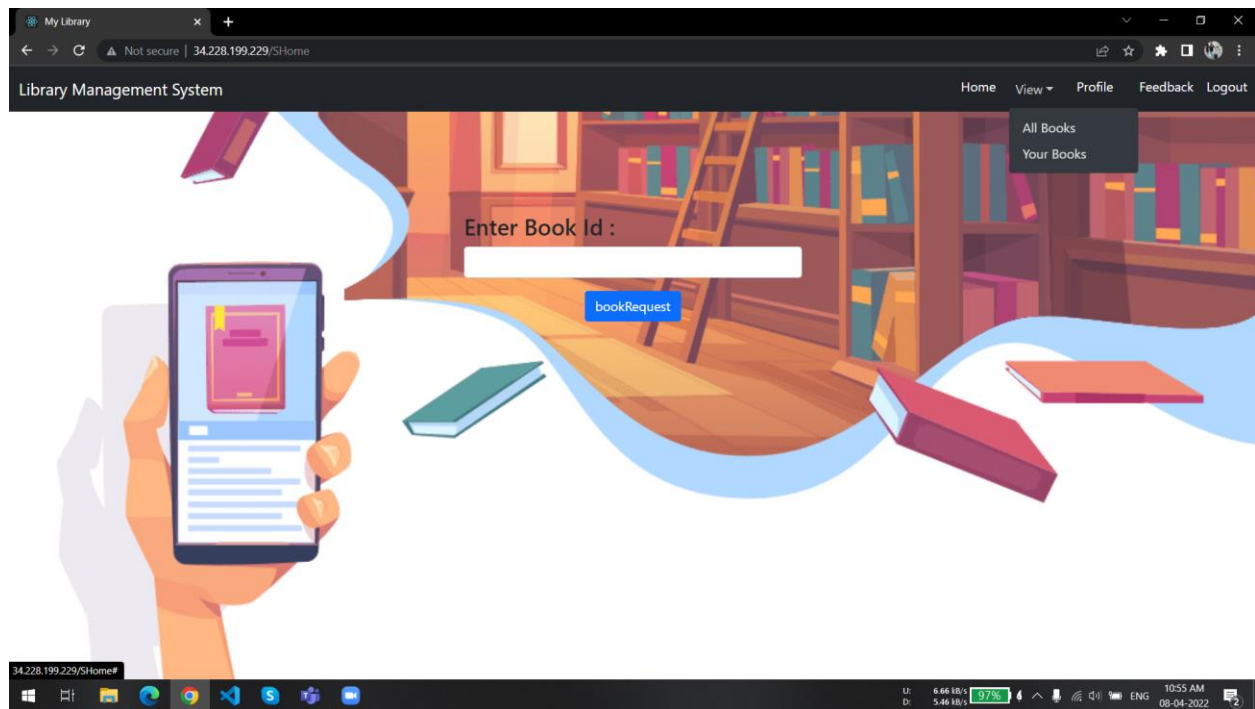 My Library
Not secure | 34.228.199.229/SHome
Library Management System
Home View Profile Feedback Logout
All Books
Your Books
Enter Book Id :
bookRequest
34.228.199.229/SHome#
U: 6.66 kB/s
D: 5.46 kB/s
97%
ENG
10:55 AM
08-04-2022
2